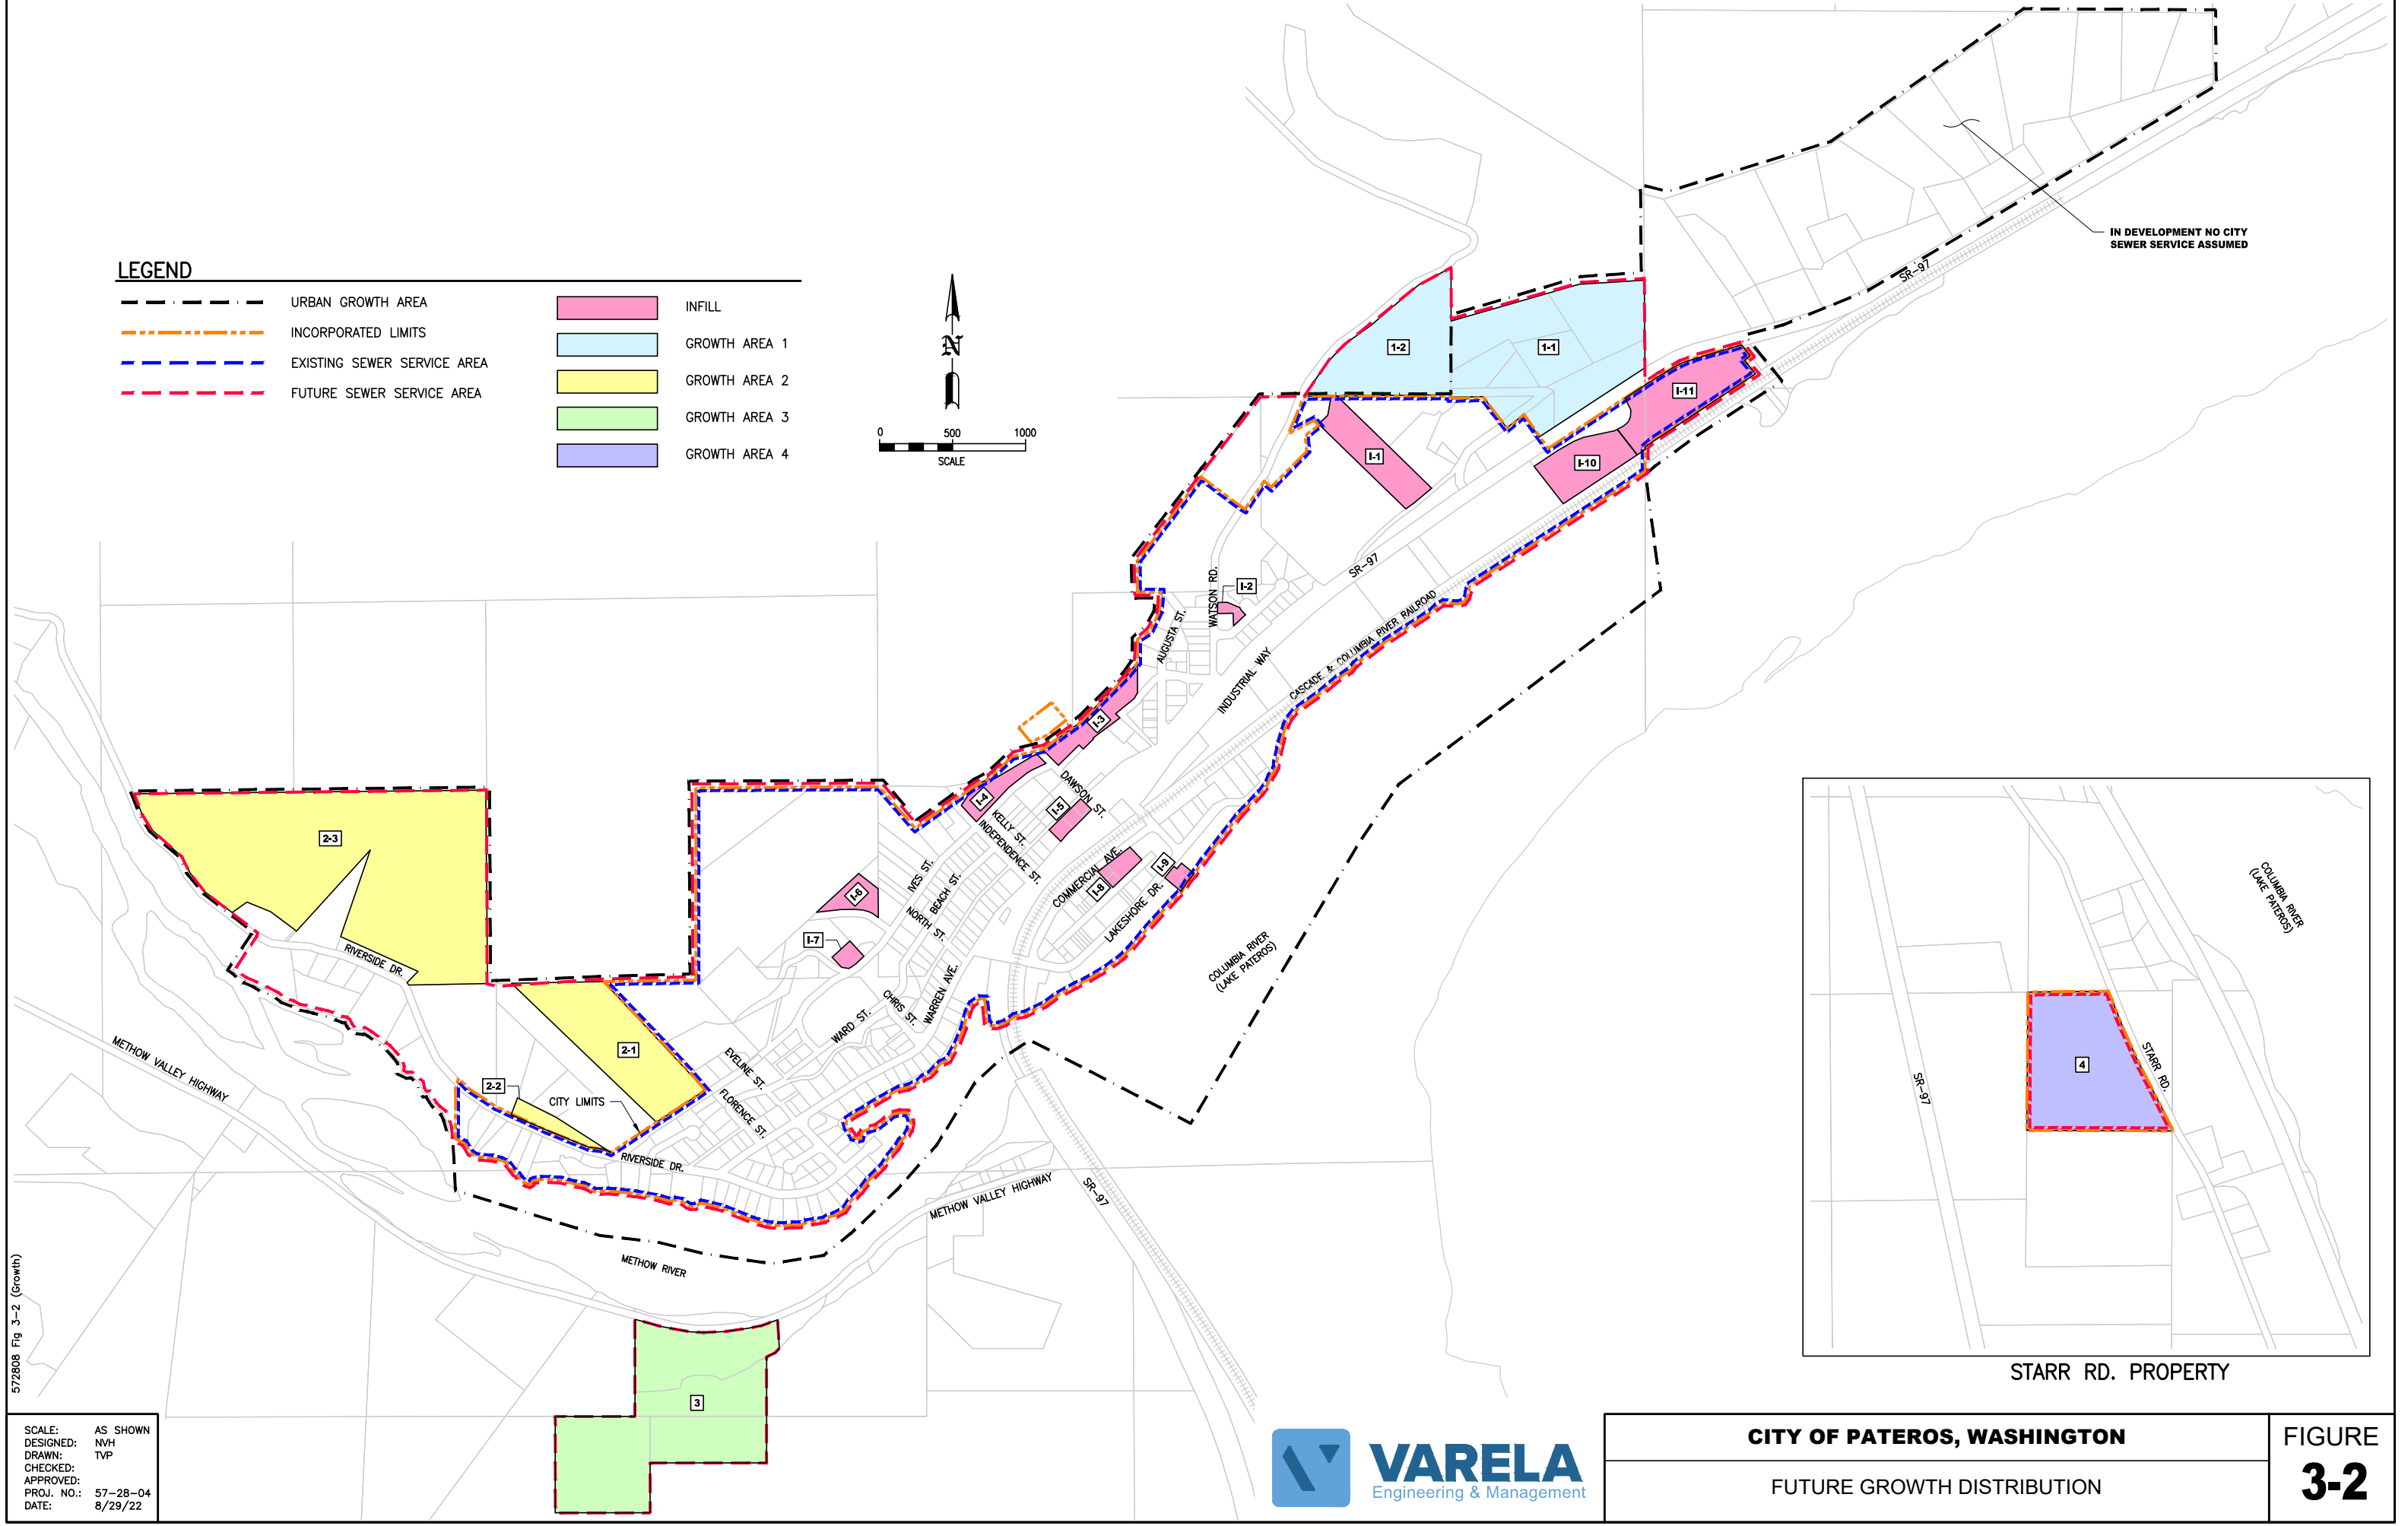 IN DEVELOPMENT NO CITY
SEWER SERVICE ASSUMED
SR-97
LEGEND
URBAN GROWTH AREA
INCORPORATED LIMITS
EXISTING SEWER SERVICE AREA
FUTURE SEWER SERVICE AREA
INFILL
GROWTH AREA 1
GROWTH AREA 2
GROWTH AREA 3
GROWTH AREA 4
N
0 500 1000
SCALE
1-2
1-1
I-11
I-1
I-10
SR-97
I-2
WATSON RD.
AUGUSTA ST.
INDUSTRIAL WAY
CASCADE & COLUMBIA RIVER RAILROAD
I-3
DAWSON ST.
I-4
I-5
KELLY ST.
INDEPENDENCE ST.
2-3
IVES ST.
BEACH ST.
NORTH ST.
COMMERCIAL AVE.
I-8
I-9
LAKESHORE DR.
I-6
I-7
RIVERSIDE DR.
COLUMBIA RIVER
(LAKE PATEROS)
WARREN AVE.
CHRIS ST.
WARD ST.
METHOW VALLEY HIGHWAY
2-1
2-2
CITY LIMITS
EVELINE ST.
FLORENCE ST.
RIVERSIDE DR.
METHOW VALLEY HIGHWAY
SR-97
METHOW RIVER
3
COLUMBIA RIVER
(LAKE PATEROS)
4
STARR RD.
SR-97
STARR RD. PROPERTY
572808 Fig 3-2 (Growth)
SCALE: AS SHOWN
DESIGNED: NVH
DRAWN: TVP
CHECKED:
APPROVED:
PROJ. NO.: 57-28-04
DATE: 8/29/22
VARELA
Engineering & Management
CITY OF PATEROS, WASHINGTON
FUTURE GROWTH DISTRIBUTION
FIGURE
3-2